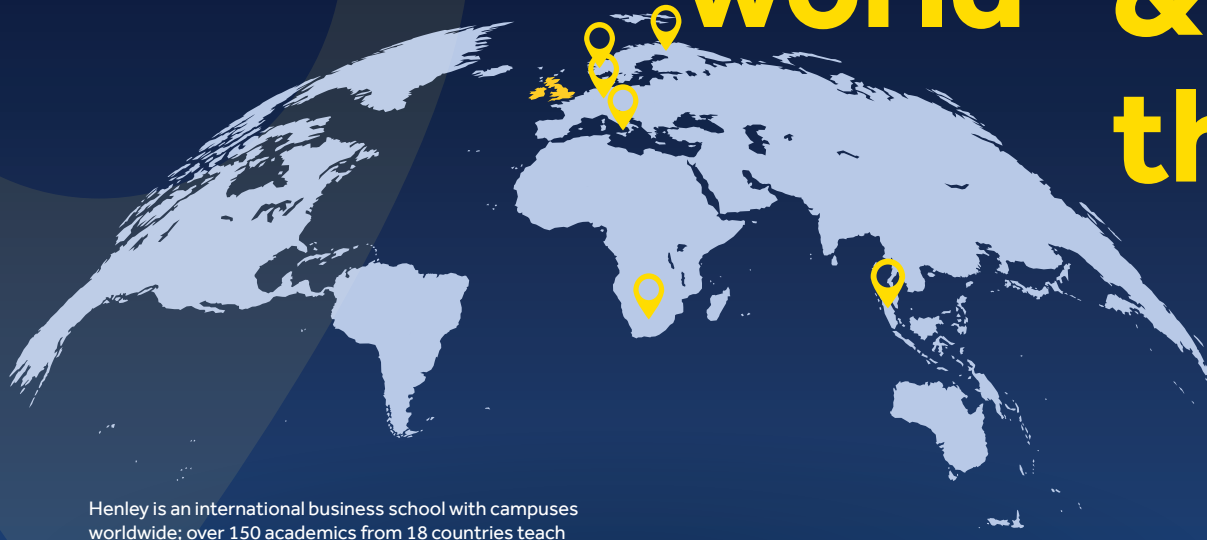 world &
th
Henley is an international business school with campuses
worldwide; over 150 academics from 18 countries teach